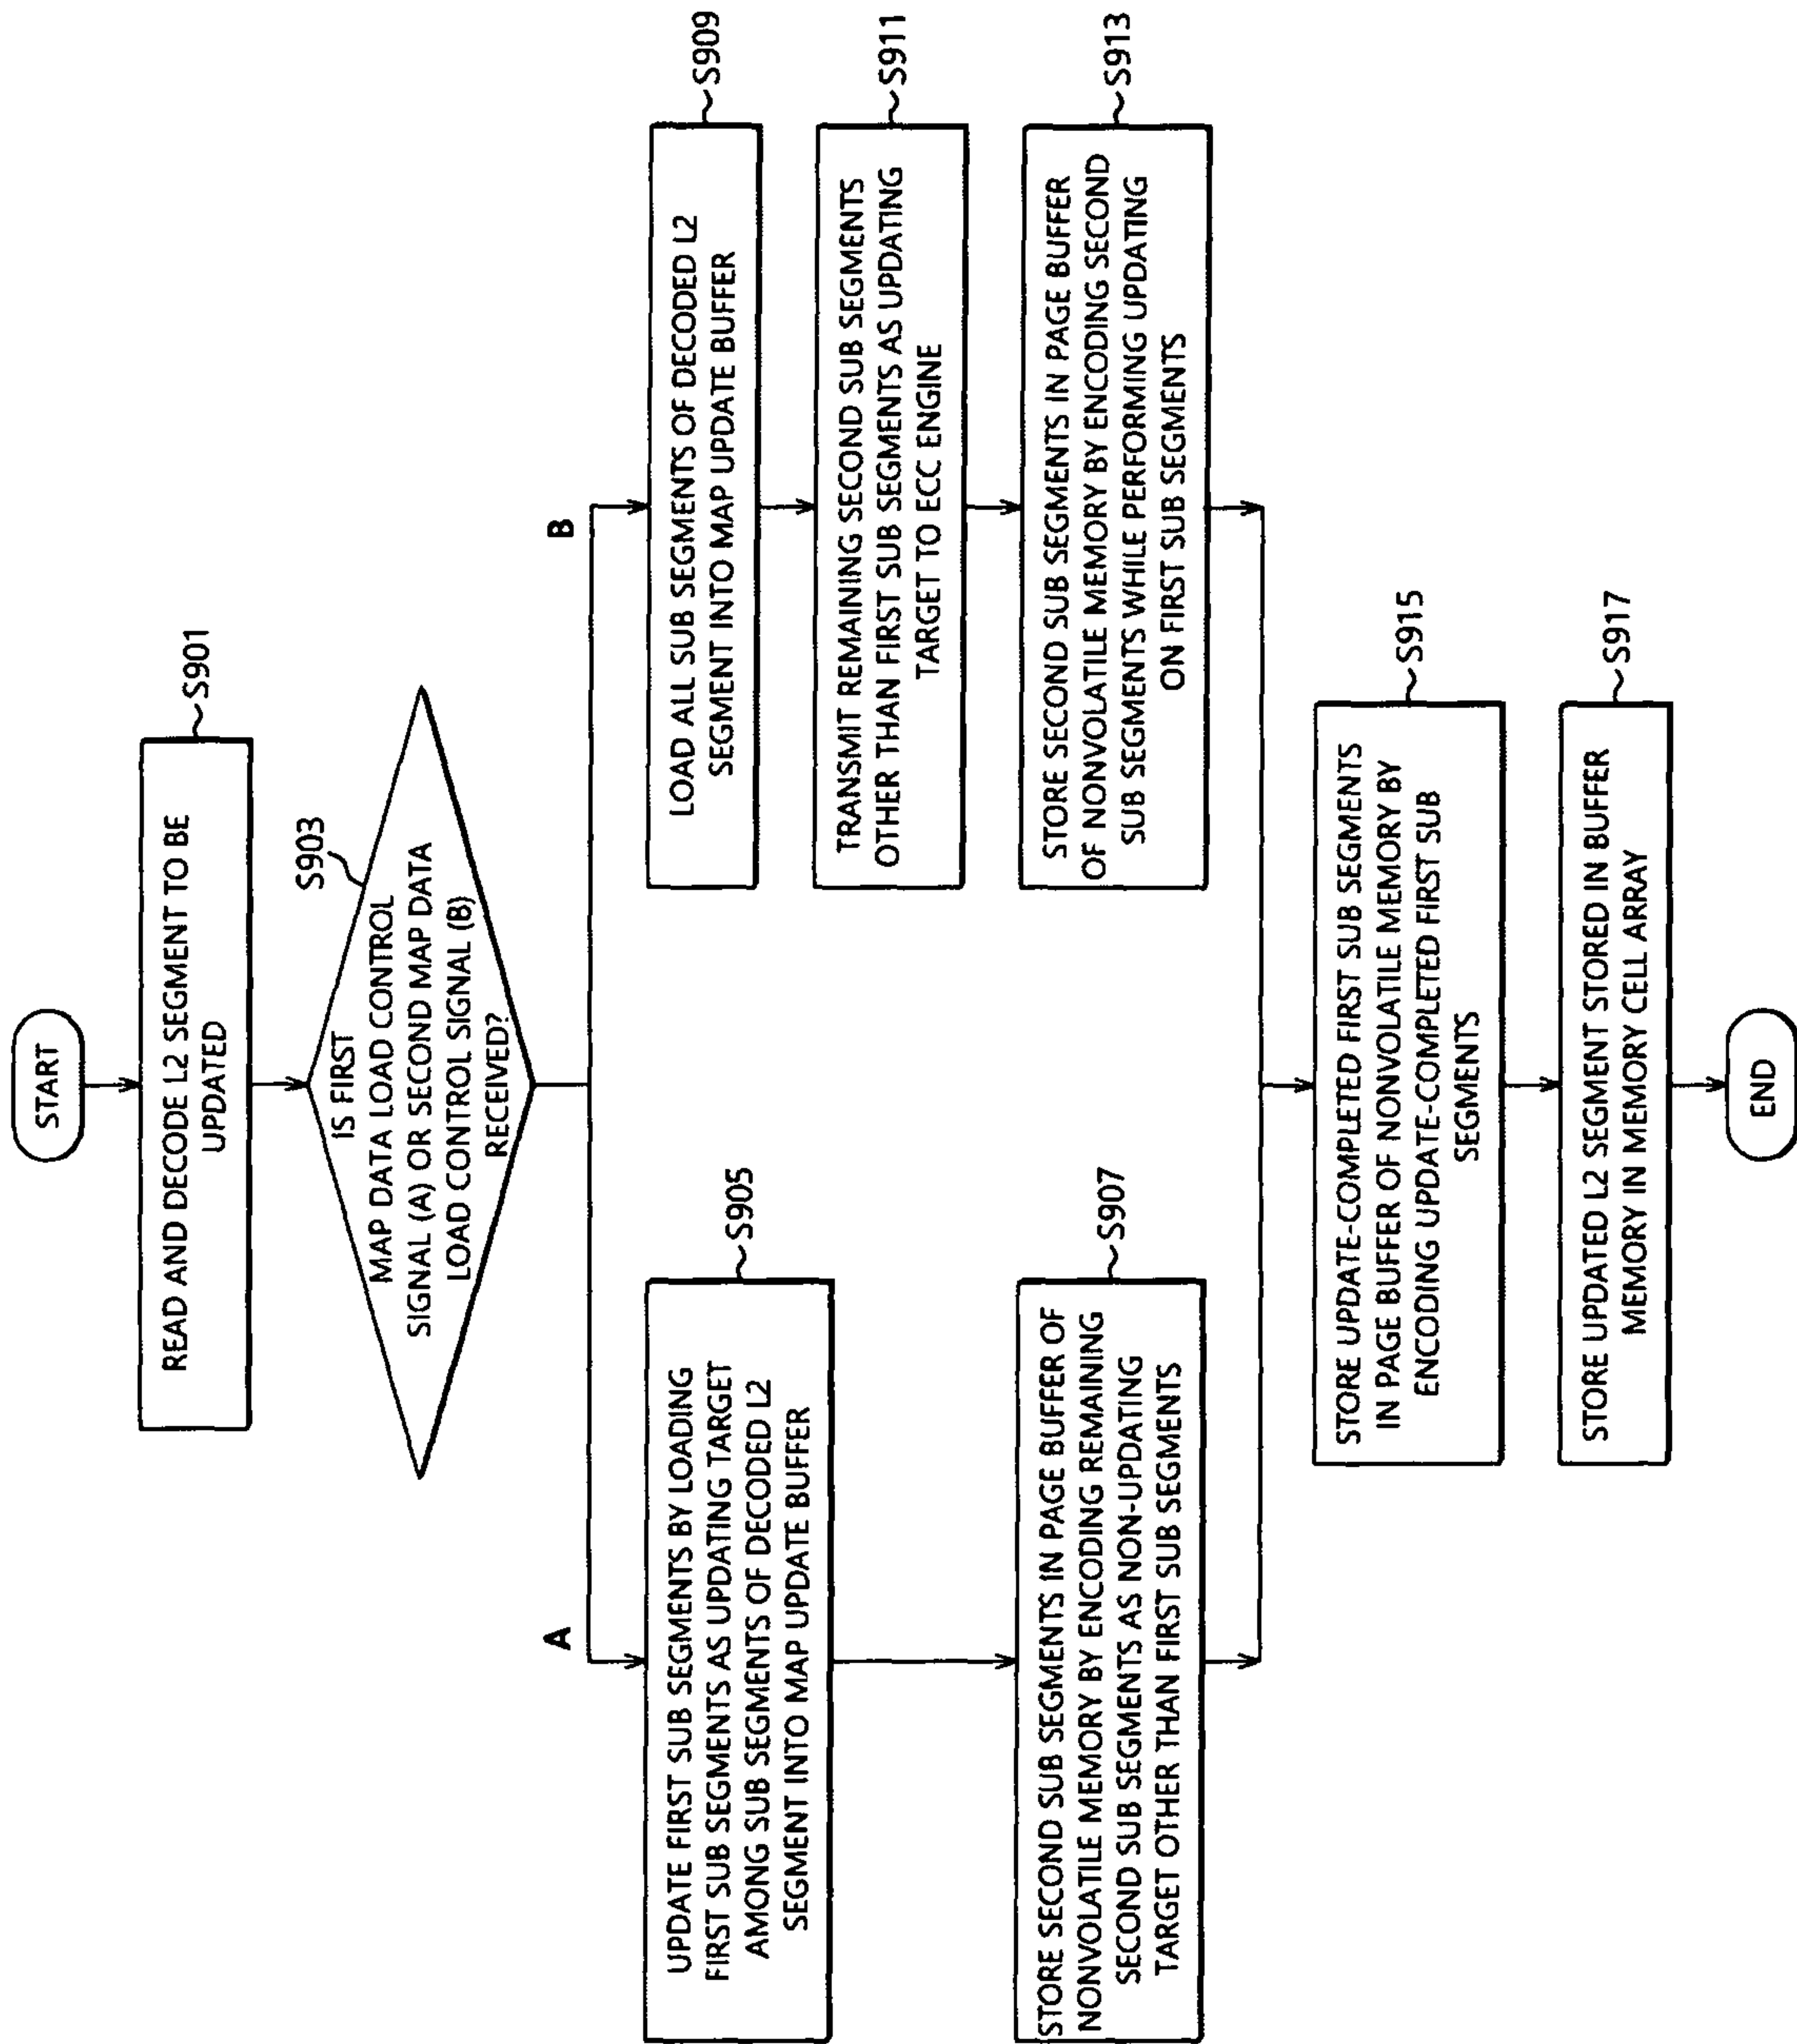 START
READ AND DECODE L2 SEGMENT TO BE
UPDATED
S901
IS FIRST
MAP DATA LOAD CONTROL
SIGNAL (A) OR SECOND MAP DATA
LOAD CONTROL SIGNAL (B)
RECEIVED?
S903
A
UPDATE FIRST SUB SEGMENTS BY LOADING
FIRST SUB SEGMENTS AS UPDATING TARGET
AMONG SUB SEGMENTS OF DECODED L2
SEGMENT INTO MAP UPDATE BUFFER
S905
STORE SECOND SUB SEGMENTS IN PAGE BUFFER OF
NONVOLATILE MEMORY BY ENCODING REMAINING
SECOND SUB SEGMENTS AS NON-UPDATING
TARGET OTHER THAN FIRST SUB SEGMENTS
S907
B
LOAD ALL SUB SEGMENTS OF DECODED L2
SEGMENT INTO MAP UPDATE BUFFER
S909
TRANSMIT REMAINING SECOND SUB SEGMENTS
OTHER THAN FIRST SUB SEGMENTS AS UPDATING
TARGET TO ECC ENGINE
S911
STORE SECOND SUB SEGMENTS IN PAGE BUFFER
OF NONVOLATILE MEMORY BY ENCODING SECOND
SUB SEGMENTS WHILE PERFORMING UPDATING
ON FIRST SUB SEGMENTS
S913
STORE UPDATE-COMPLETED FIRST SUB SEGMENTS
IN PAGE BUFFER OF NONVOLATILE MEMORY BY
ENCODING UPDATE-COMPLETED FIRST SUB
SEGMENTS
S915
STORE UPDATED L2 SEGMENT STORED IN BUFFER
MEMORY IN MEMORY CELL ARRAY
S917
END